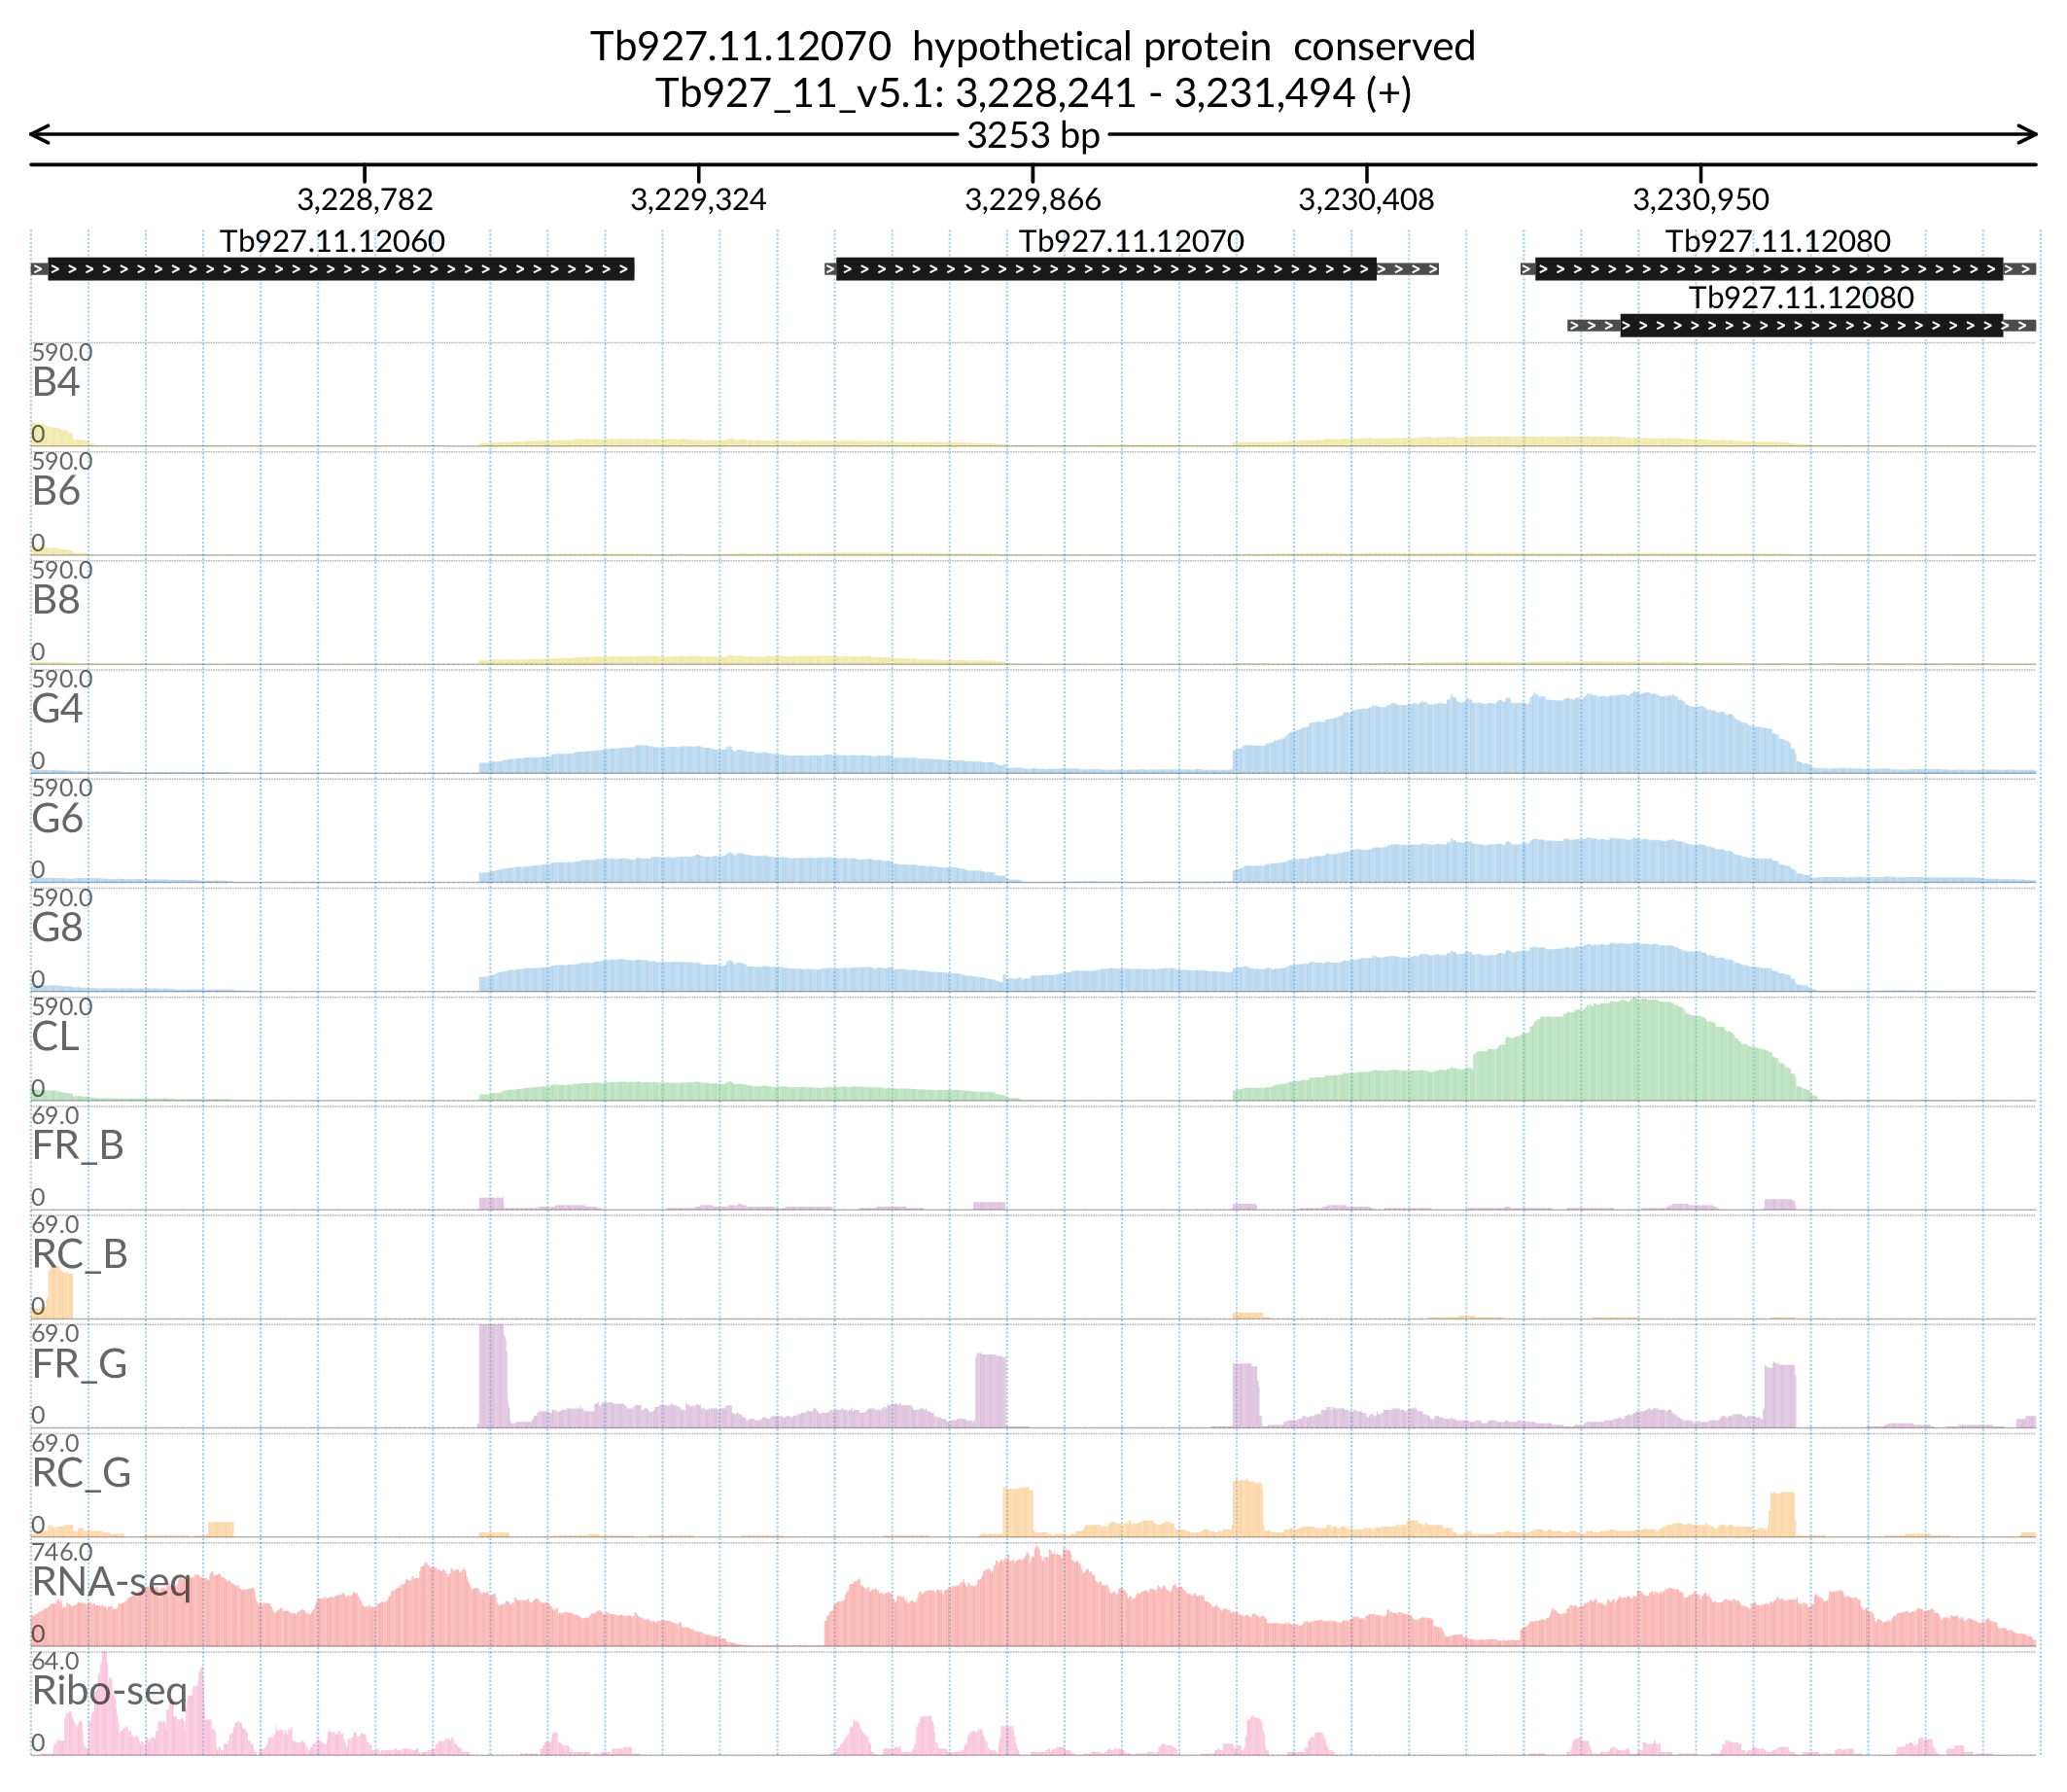 Tb927.11.12070 hypothetical protein conserved
Tb927_11_v5.1: 3,228,241 - 3,231,494 (+)
3253 bp
3,228,782 3,229,324 3,229,866 3,230,408 3,230,950
Tb927.11.12060 Tb927.11.12070 Tb927.11.12080
Tb927.11.12080
590.0
B4
0
590.0
B6
0
590.0
B8
0
590.0
G4
0
590.0
G6
0
590.0
G8
0
590.0
CL
0
69.0
FR_B
0
69.0
RC_B
0
69.0
FR_G
0
69.0
RC_G
0
746.0
RNA-seq
0
64.0
Ribo-seq
0